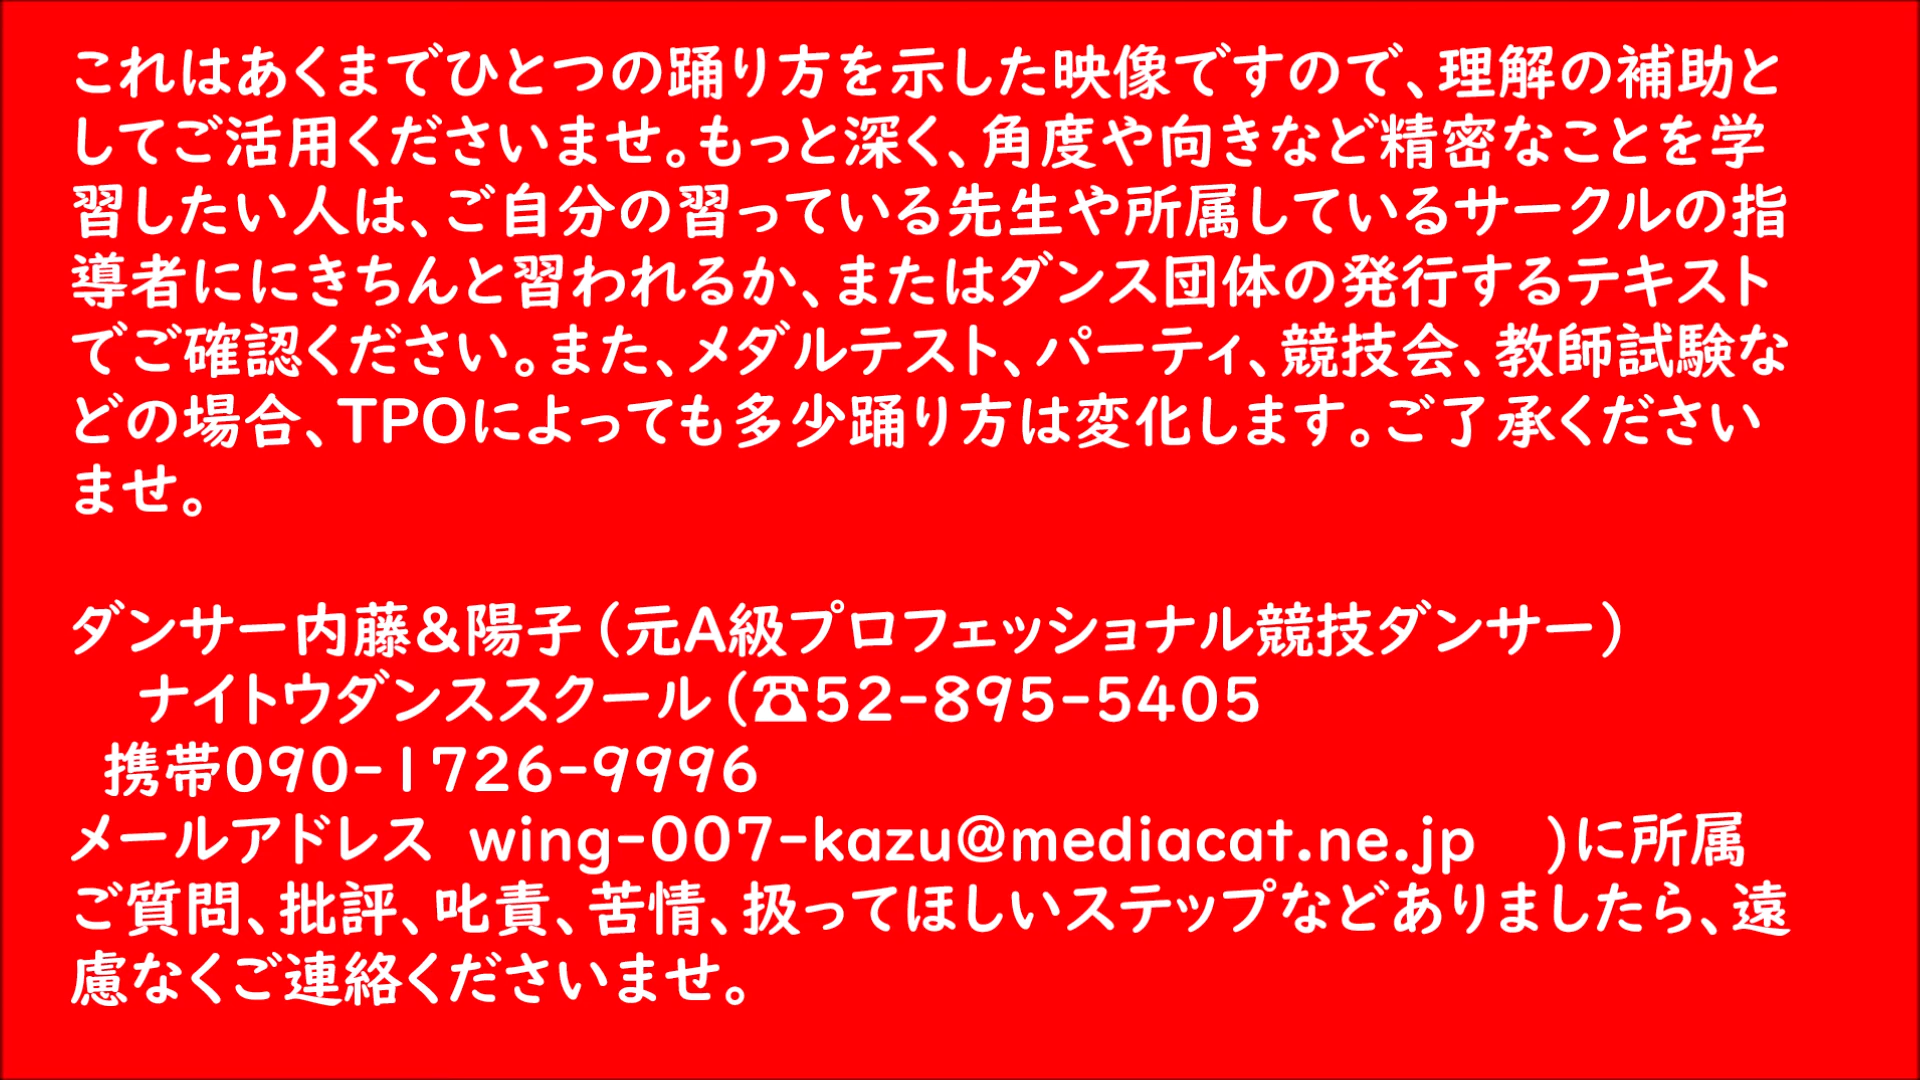 これはあくまでひとつの踊り方を示した映像ですので、理解の補助と
してご活用くださいませ。もっと深く、角度や向きなど精密なことを学
習したい人は、ご自分の習っている先生や所属しているサークルの指
導者ににきちんと習われるか、またはダンス団体の発行するテキスト
でご確認ください。また、メダルテスト、パーティ、競技会、教師試験な
どの場合、TPOによっても多少踊り方は変化します。ご了承ください
ませ。
ダンサー内藤&陽子(元A級プロフェッショナル競技ダンサー)
ナイトウダンススクール(☎52-895-5405
携帯090-1726-9996
メールアドレス wing-007-kazu@mediacat.ne.jp )に所属
ご質問、批評、叱責、苦情、扱ってほしいステップなどありましたら、遠
慮なくご連絡くださいませ。